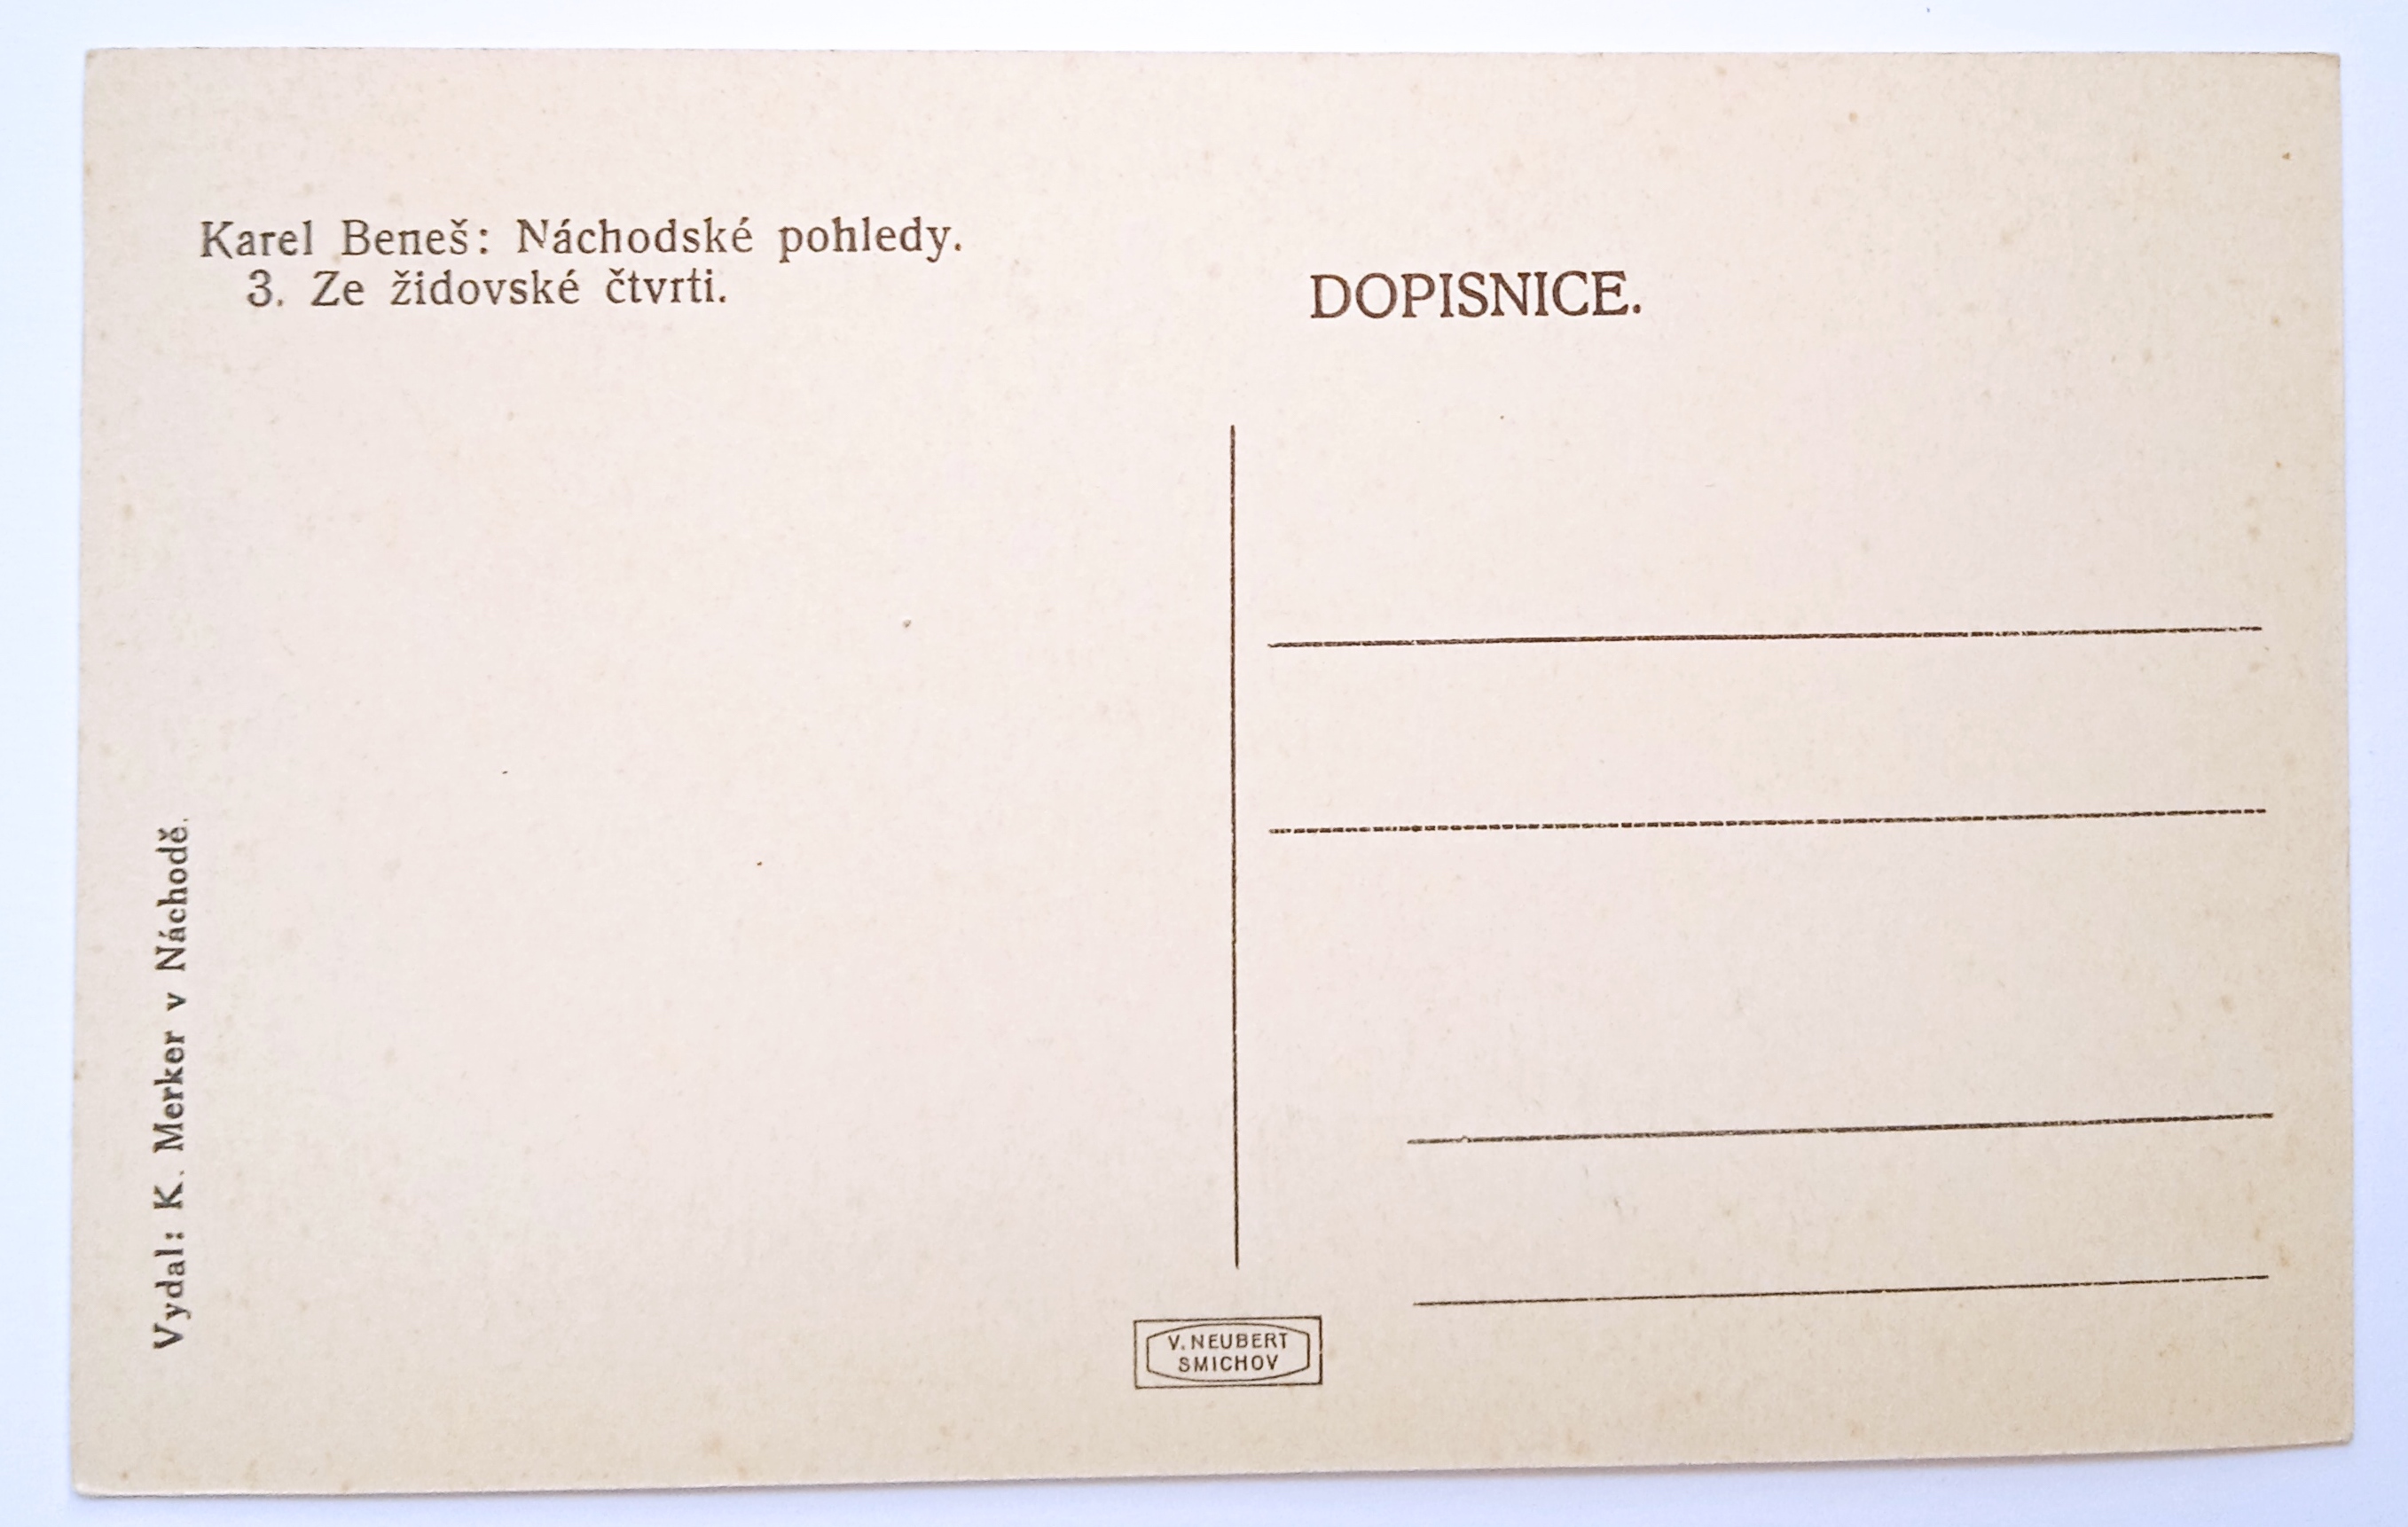 Karel Beneš: Náchodské pohledy.
3. Ze židovské čtvrti.
DOPISNICE.
Vydal: K. Merker v Náchodě.
V. NEUBERT
SMICHOV